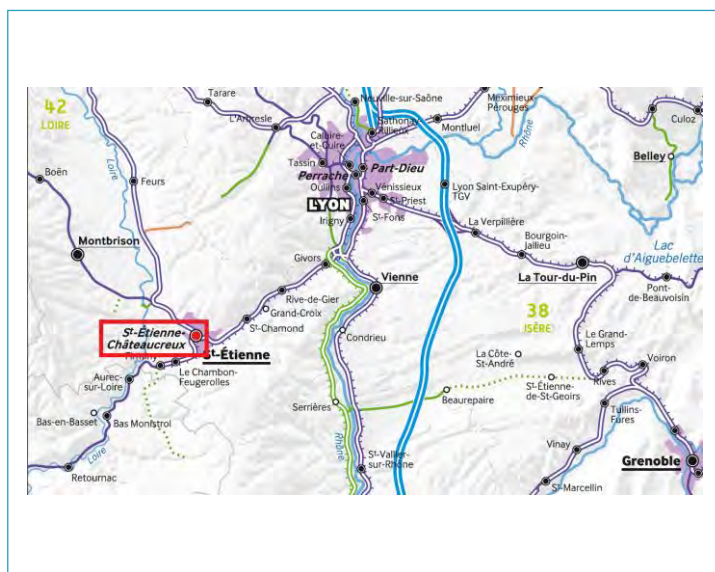 Neuville-sur-Saône
Meximieux
Pérouges
42
LOIRE
Tarare
L'Arbresle
Sathonay
Rillieux
Montluel
Culoz
Rhône
Caluire-
et-Cuire
Tassin
Part-Dieu
Belley
Boën
Loire
Feurs
Perrache
Oullins
Vénissieux
Lyon Saint-Exupéry-
TGV
St-Priest
LYON
Irigny
St-Fons
La Verpillière
Montbrison
Bourgoin-
Jallieu
Lac
d'Aiguebelette
Givors
Vienne
La Tour-du-Pin
Pont-
de-Beauvoisin
Rive-de-Gier
Grand-Croix
38
ISÈRE
St-Chamond
St-Étienne-
Châteaucreux
St-Étienne
Firminy
Condrieu
Le Grand-
Lemps
Voiron
La Côte-
St-André
Le Chambon-
Feugerolles
Aurec-
sur-Loire
St-Étienne-
de-St-Geoirs
Rives
Serrières
Beaurepaire
Tullins-
Fures
Bas-en-Basset
Bas Monistrol
Rhône
Vinay
Loire
St-Vallier-
sur-Rhône
Grenoble
Retournac
St-Marcellin